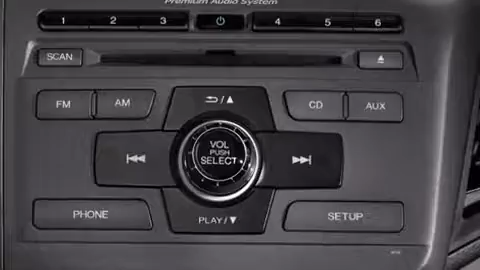 Premium Audio System
1 2 3 4 5 6
SCAN
FM AM CD AUX
VOL
PUSH
SELECT
PHONE PLAY/▼ SETUP